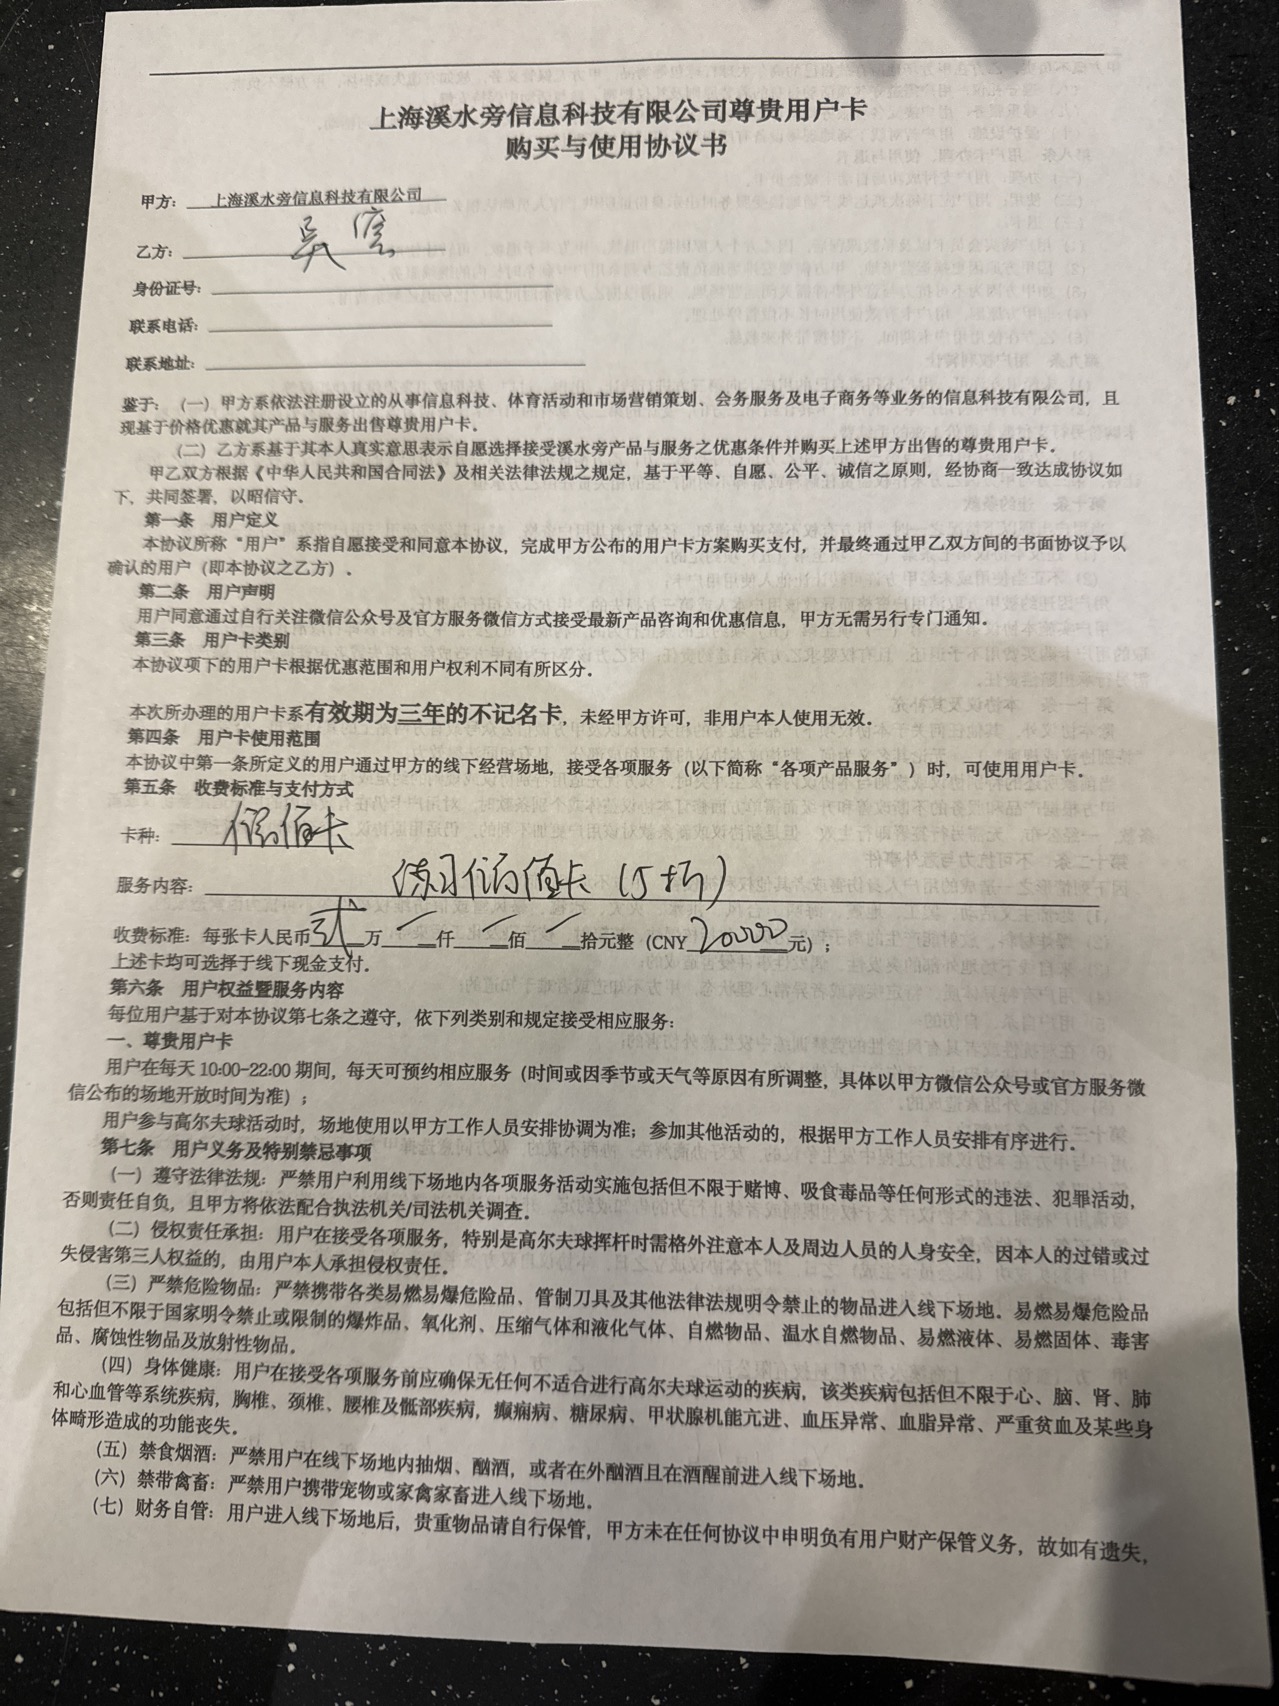 上海溪水旁信息科技有限公司尊贵用户卡
购买与使用协议书
甲方： 上海溪水旁信息科技有限公司
乙方： 吴
身份证号：
联系电话：
联系地址：
鉴于：（一）甲方系依法注册设立的从事信息科技、体育活动和市场营销策划、会务服务及电子商务等业务的信息科技有限公司，且
现基于价格优惠就其产品与服务出售尊贵用户卡。
（二）乙方系基于其本人真实意思表示自愿选择接受溪水旁产品与服务之优惠条件并购买上述甲方出售的尊贵用户卡.
甲乙双方根据《中华人民共和国合同法》及相关法律法规之规定，基于平等、自愿、公平、诚信之原则，经协商一致达成协议如
下，共同签署，以昭信守。
第一条 用户定义
本协议所称“用户”系指自愿接受和同意本协议，完成甲方公布的用户卡方案购买支付，并最终通过甲乙双方间的书面协议予以
确认的用户（即本协议之乙方）.
第二条 用户声明
用户同意通过自行关注微信公众号及官方服务微信方式接受最新产品咨询和优惠信息，甲方无需另行专门通知.
第三条 用户卡类别
本协议项下的用户卡根据优惠范围和用户权利不同有所区分.
本次所办理的用户卡系有效期为三年的不记名卡，未经甲方许可，非用户本人使用无效.
第四条 用户卡使用范围
本协议中第一条所定义的用户通过甲方的线下经营场地，接受各项服务（以下简称“各项产品服务”）时，可使用用户卡.
第五条 收费标准与支付方式
卡种： 储值卡
服务内容： 练习储值卡（5折）
收费标准：每张卡人民币 贰 万 一 仟 一 佰 一 拾元整（CNY 20000 元）;
上述卡均可选择于线下现金支付.
第六条 用户权益暨服务内容
每位用户基于对本协议第七条之遵守，依下列类别和规定接受相应服务:
一、尊贵用户卡
用户在每天 10:00-22:00 期间，每天可预约相应服务（时间或因季节或天气等原因有所调整，具体以甲方微信公众号或官方服务微
信公布的场地开放时间为准）;
用户参与高尔夫球活动时，场地使用以甲方工作人员安排协调为准；参加其他活动的，根据甲方工作人员安排有序进行.
第七条 用户义务及特别禁忌事项
（一）遵守法律法规：严禁用户利用线下场地内各项服务活动实施包括但不限于赌博、吸食毒品等任何形式的违法、犯罪活动，
否则责任自负，且甲方将依法配合执法机关/司法机关调查.
（二）侵权责任承担：用户在接受各项服务，特别是高尔夫球挥杆时需格外注意本人及周边人员的人身安全，因本人的过错或过
失侵害第三人权益的，由用户本人承担侵权责任.
（三）严禁危险物品：严禁携带各类易燃易爆危险品、管制刀具及其他法律法规明令禁止的物品进入线下场地．易燃易爆危险品
包括但不限于国家明令禁止或限制的爆炸品、氧化剂、压缩气体和液化气体、自燃物品、温水自燃物品、易燃液体、易燃固体、毒害
品、腐蚀性物品及放射性物品.
（四）身体健康：用户在接受各项服务前应确保无任何不适合进行高尔夫球运动的疾病，该类疾病包括但不限于心、脑、肾、肺
和心血管等系统疾病，胸椎、颈椎、腰椎及骶部疾病，癫痫病、糖尿病、甲状腺机能亢进、血压异常、血脂异常、严重贫血及某些身
体畸形造成的功能丧失.
（五）禁食烟酒：严禁用户在线下场地内抽烟、酗酒，或者在外酗酒且在酒醒前进入线下场地.
（六）禁带禽畜：严禁用户携带宠物或家禽家畜进入线下场地.
（七）财务自管：用户进入线下场地后，贵重物品请自行保管，甲方未在任何协议中申明负有用户财产保管义务，故如有遗失，